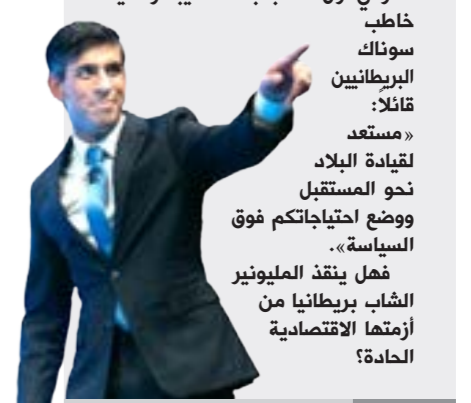 خاطب
سوناك
البريطانيين
قائلاً:
«مستعد
لقيادة البلاد
نحو المستقبل
ووضع احتياجاتكم فوق
السياسة».
فهل ينقذ المليونير
الشاب بريطانيا من
أزمتها الاقتصادية
الحادة؟